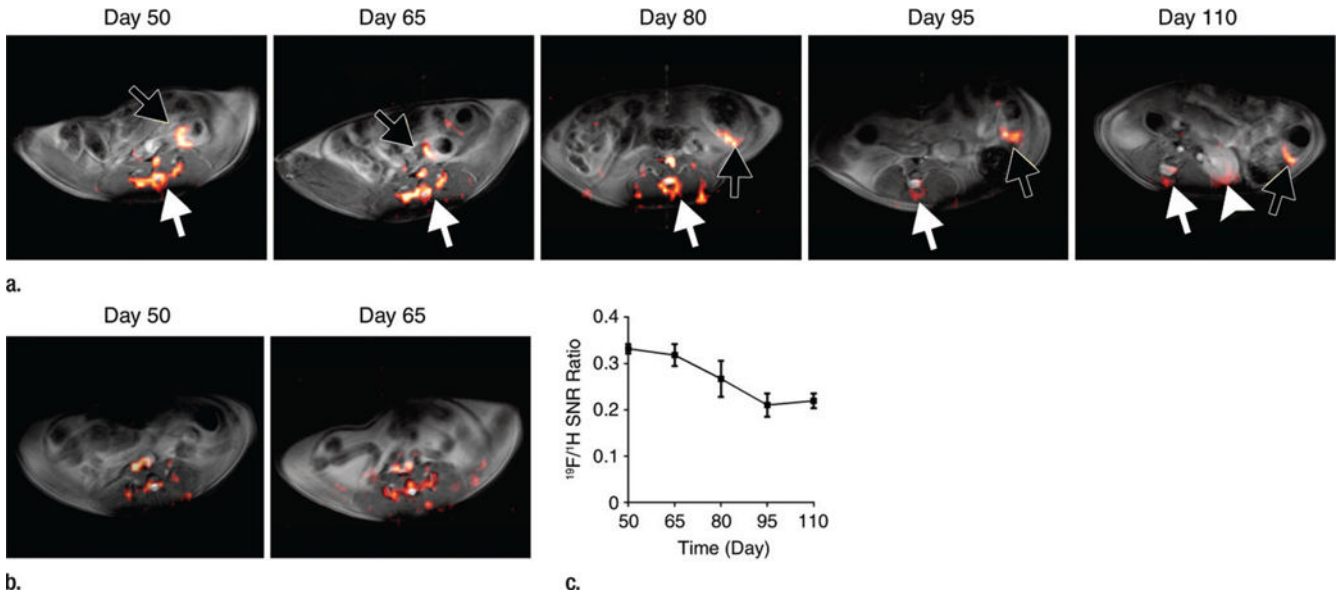 Day 50 Day 65 Day 80 Day 95 Day 110
a.
Day 50 Day 65
0.4
0.3
0.2
0.1
0
¹⁹F/¹H SNR Ratio
50 65 80 95 110
Time (Day)
b. c.